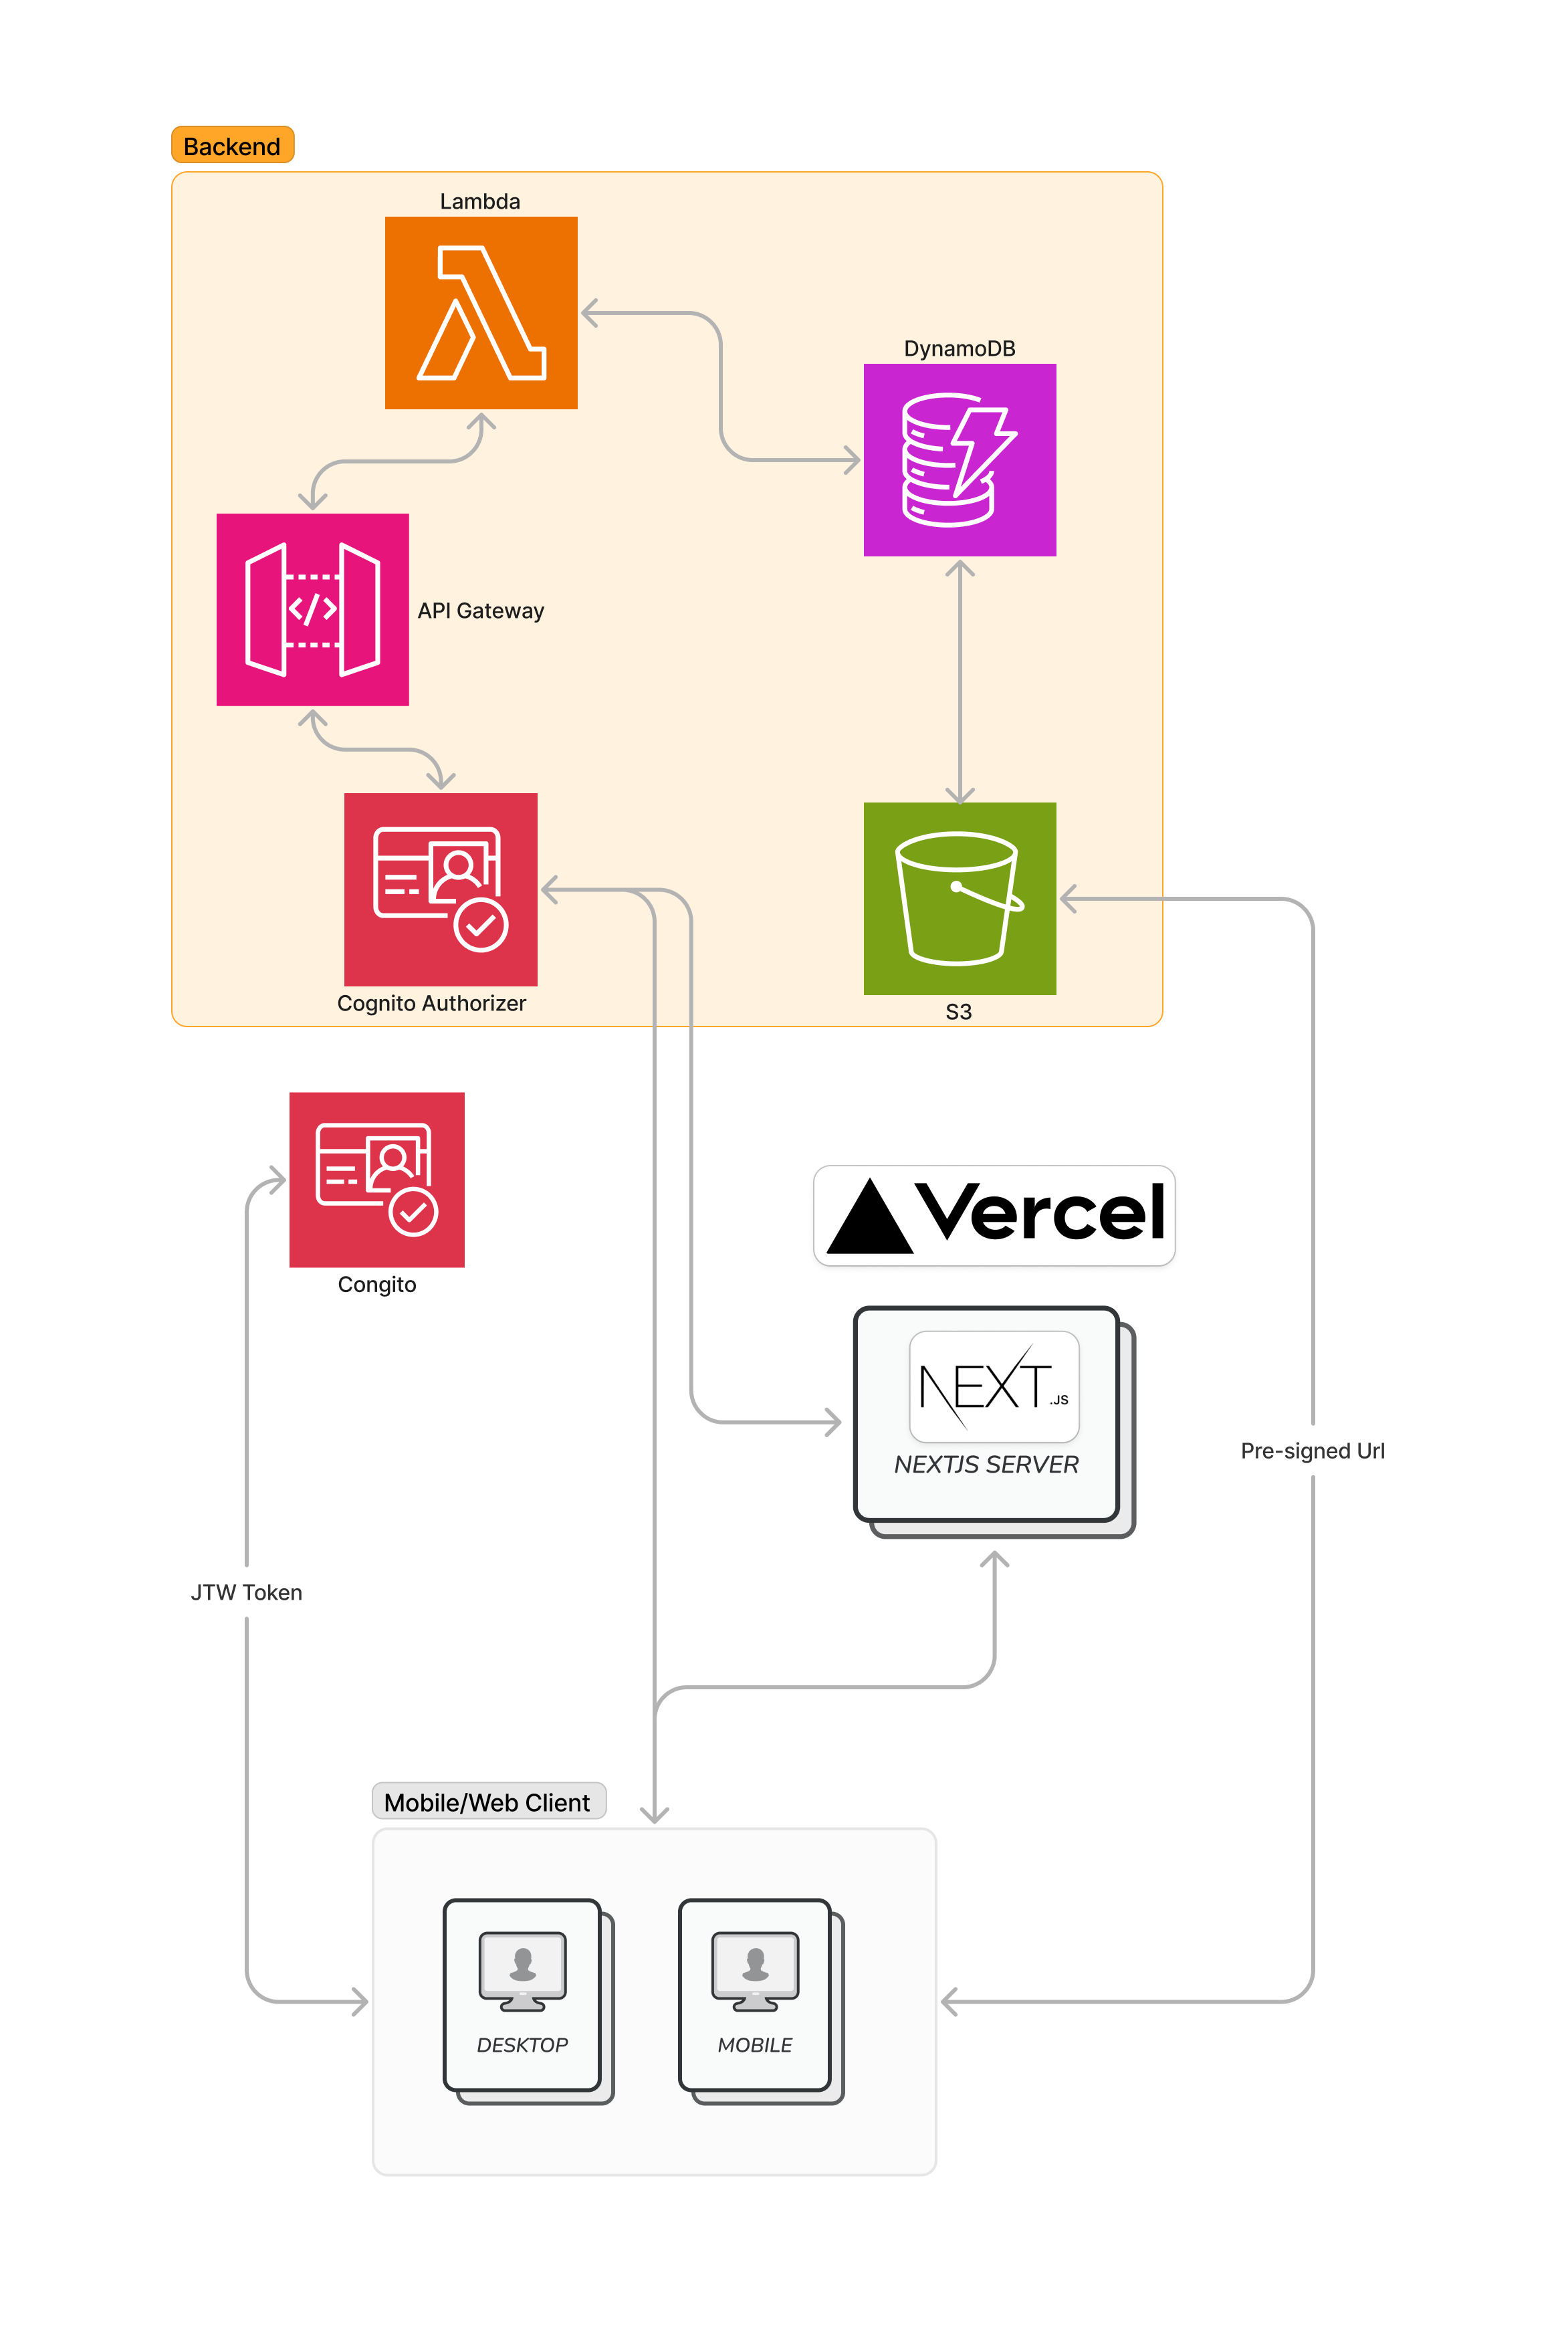 Backend
Lambda
DynamoDB
API Gateway
Cognito Authorizer
S3
Congito
Vercel
NEXT.JS
NEXTJS SERVER
Pre-signed Url
JTW Token
Mobile/Web Client
DESKTOP
MOBILE